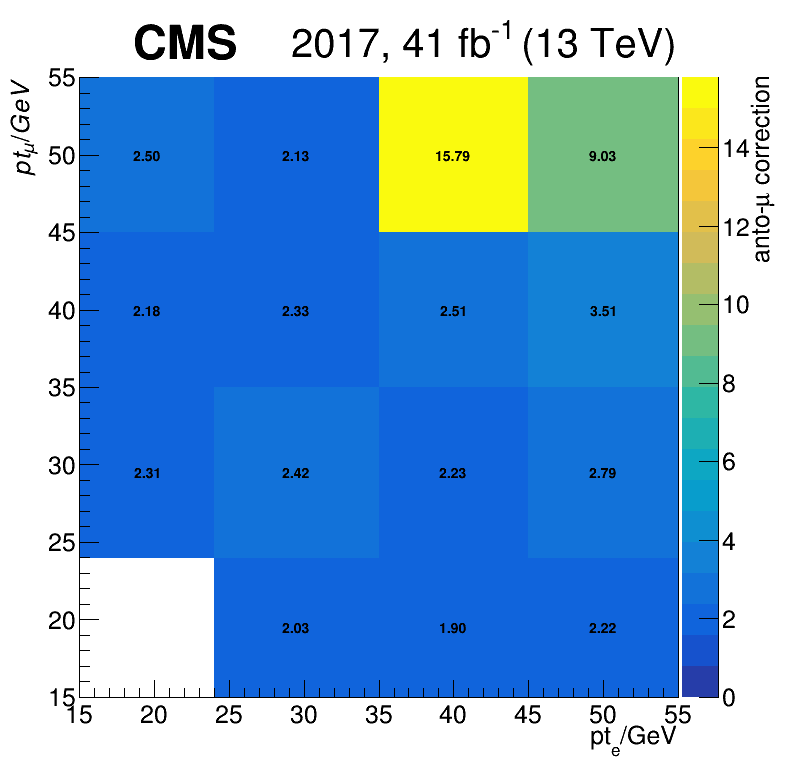 CMS 2017, 41 fb-1 (13 TeV)
ptμ/GeV
55
50
45
40
35
30
25
20
15
2.50 2.13 15.79 9.03
2.18 2.33 2.51 3.51
2.31 2.42 2.23 2.79
2.03 1.90 2.22
15 20 25 30 35 40 45 50 55
pte/GeV
14
12
10
8
6
4
2
0
anto-μ correction